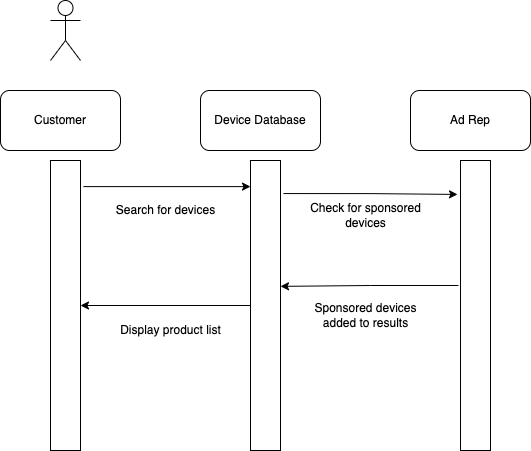 Customer
Device Database
Ad Rep
Search for devices
Check for sponsored
devices
Sponsored devices
added to results
Display product list